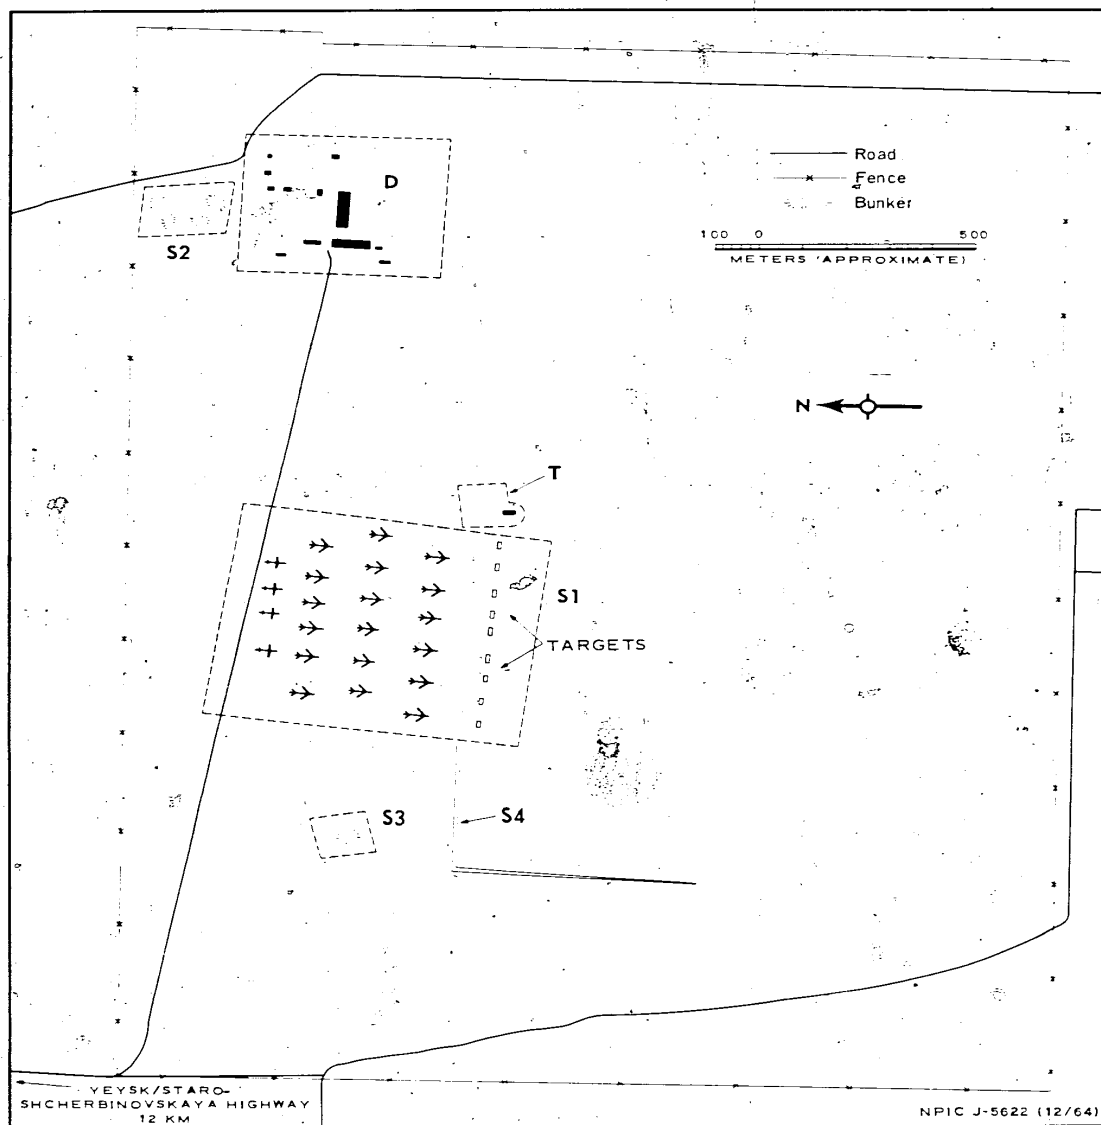 Road
Fence
D
Bunker
100 0 500
METERS (APPROXIMATE)
S2
N
T
S1
TARGETS
S3
S4
YEYSK/STARO-
SHCHERBINOVSKAYA HIGHWAY
12 KM
NPIC J-5622 (12/64)